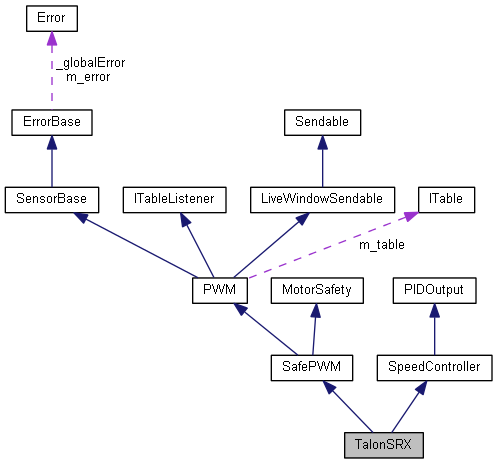 Error
_globalError
m_error
ErrorBase
Sendable
SensorBase
ITableListener
LiveWindowSendable
ITable
m_table
PWM
MotorSafety
PIDOutput
SafePWM
SpeedController
TalonSRX